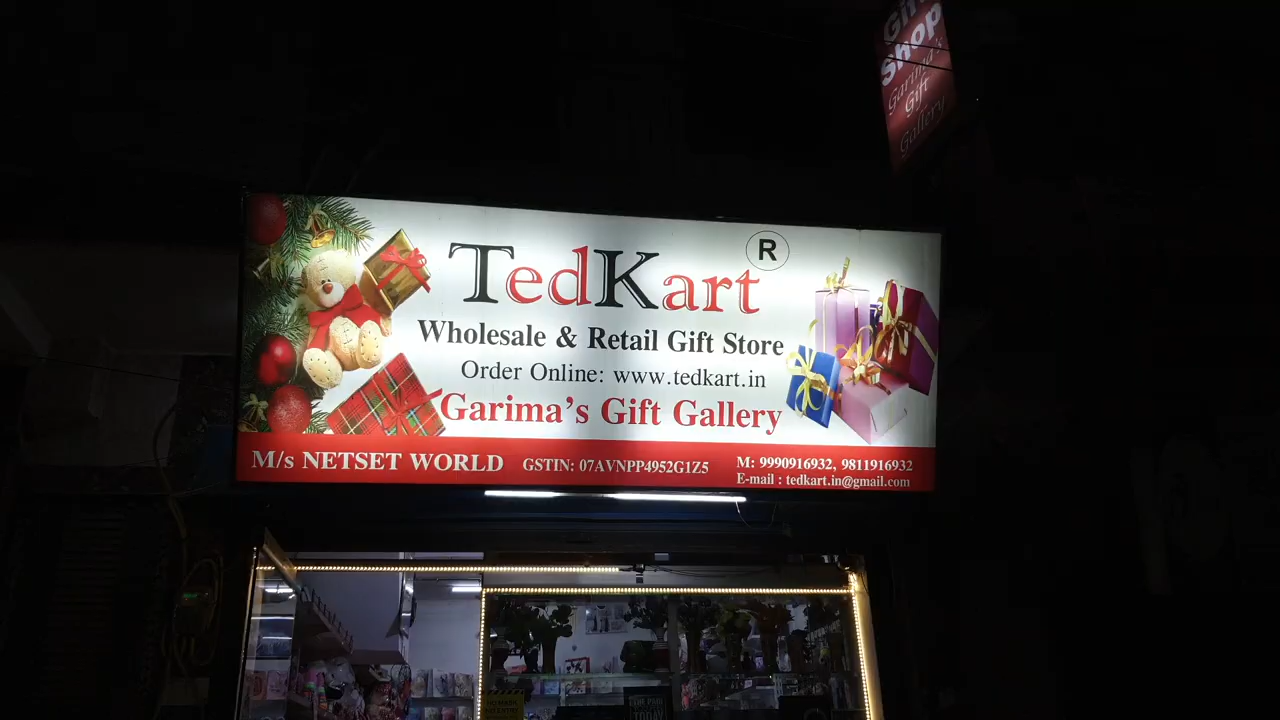 Gift
Shop
Garima's
Gift
Gallery
TedKart ®
Wholesale & Retail Gift Store
Order Online: www.tedkart.in
Garima's Gift Gallery
M/s NETSET WORLD GSTIN: 07AVNPP4952G1Z5 M: 9990916932, 9811916932
E-mail : tedkart.in@gmail.com
TODAY